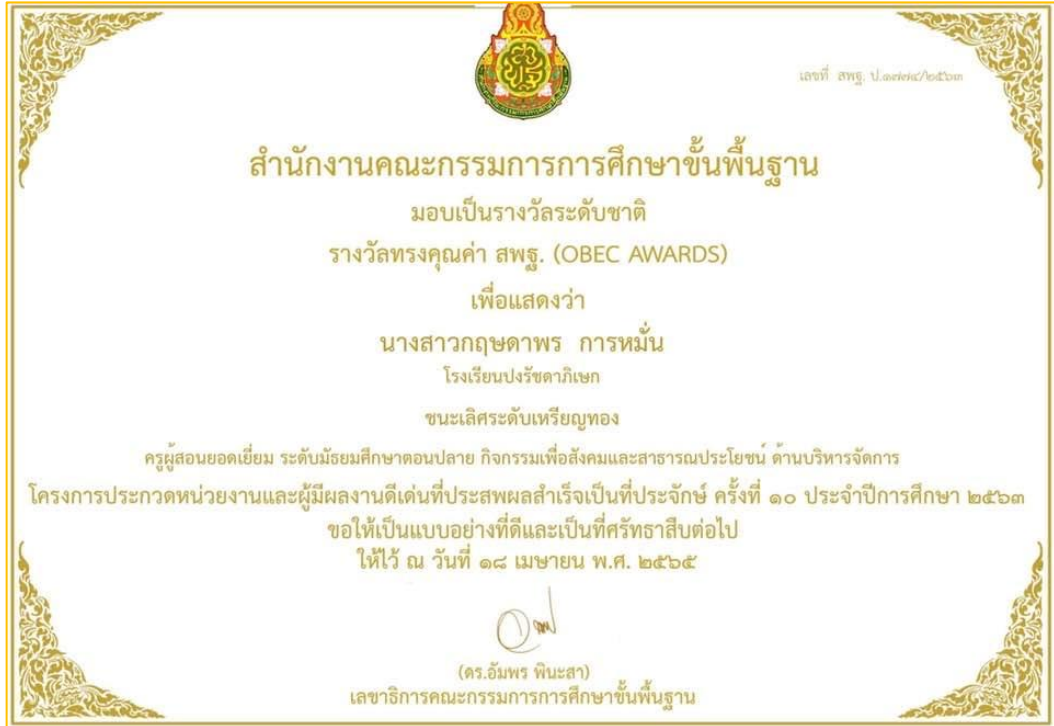 เลขที่ สพฐ. ป.๑๗๗๘/๒๕๖๓
สำนักงานคณะกรรมการการศึกษาขั้นพื้นฐาน
มอบเป็นรางวัลระดับชาติ
รางวัลทรงคุณค่า สพฐ. (OBEC AWARDS)
เพื่อแสดงว่า
นางสาวกฤษดาพร การหมั่น
โรงเรียนปงรัชดาภิเษก
ชนะเลิศระดับเหรียญทอง
ครูผู้สอนยอดเยี่ยม ระดับมัธยมศึกษาตอนปลาย กิจกรรมเพื่อสังคมและสาธารณประโยชน์ ด้านบริหารจัดการ
โครงการประกวดหน่วยงานและผู้มีผลงานดีเด่นที่ประสพผลสำเร็จเป็นที่ประจักษ์ ครั้งที่ ๑๐ ประจำปีการศึกษา ๒๕๖๓
ขอให้เป็นแบบอย่างที่ดีและเป็นที่ศรัทธาสืบต่อไป
ให้ไว้ ณ วันที่ ๑๘ เมษายน พ.ศ. ๒๕๖๕
(ดร.อัมพร พินะสา)
เลขาธิการคณะกรรมการการศึกษาขั้นพื้นฐาน